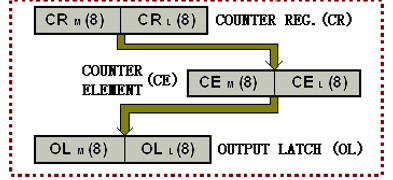 CR M (8) CR L (8) COUNTER REG. (CR)
COUNTER
ELEMENT (CE) CE M (8) CE L (8)
OL M (8) OL L (8) OUTPUT LATCH (OL)